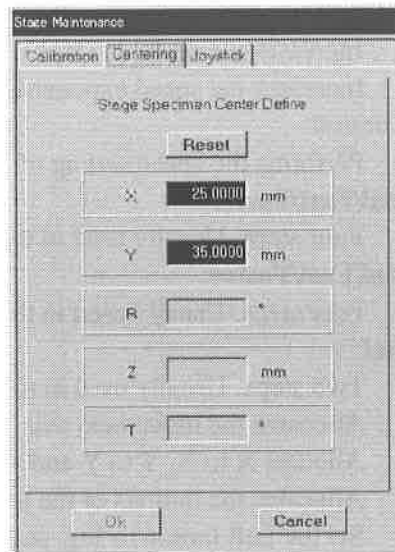 Stage Maintenance
Calibration Centering Joystick
Stage Specimen Center Define
Reset
X 25.0000 mm
Y 35.0000 mm
R °
Z mm
T °
Ok Cancel